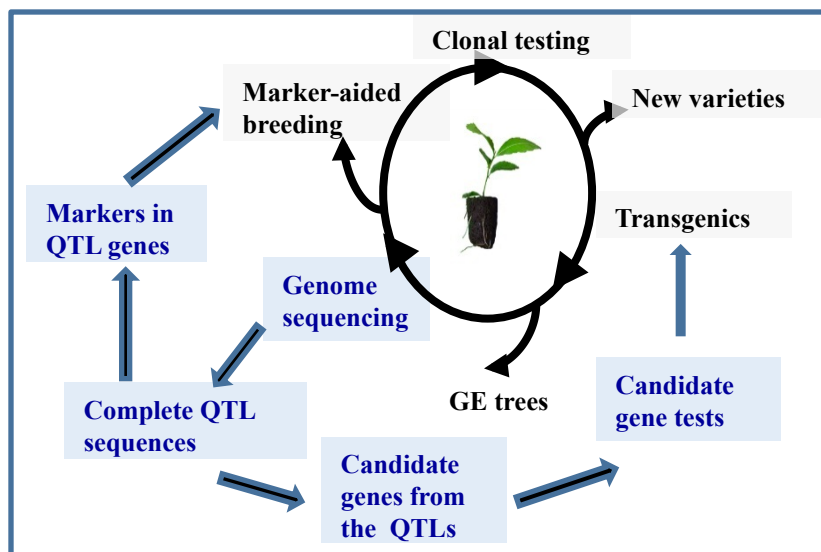 Clonal testing
Marker-aided
breeding
New varieties
Markers in
QTL genes
Transgenics
Genome
sequencing
GE trees
Candidate
gene tests
Complete QTL
sequences
Candidate
genes from
the QTLs